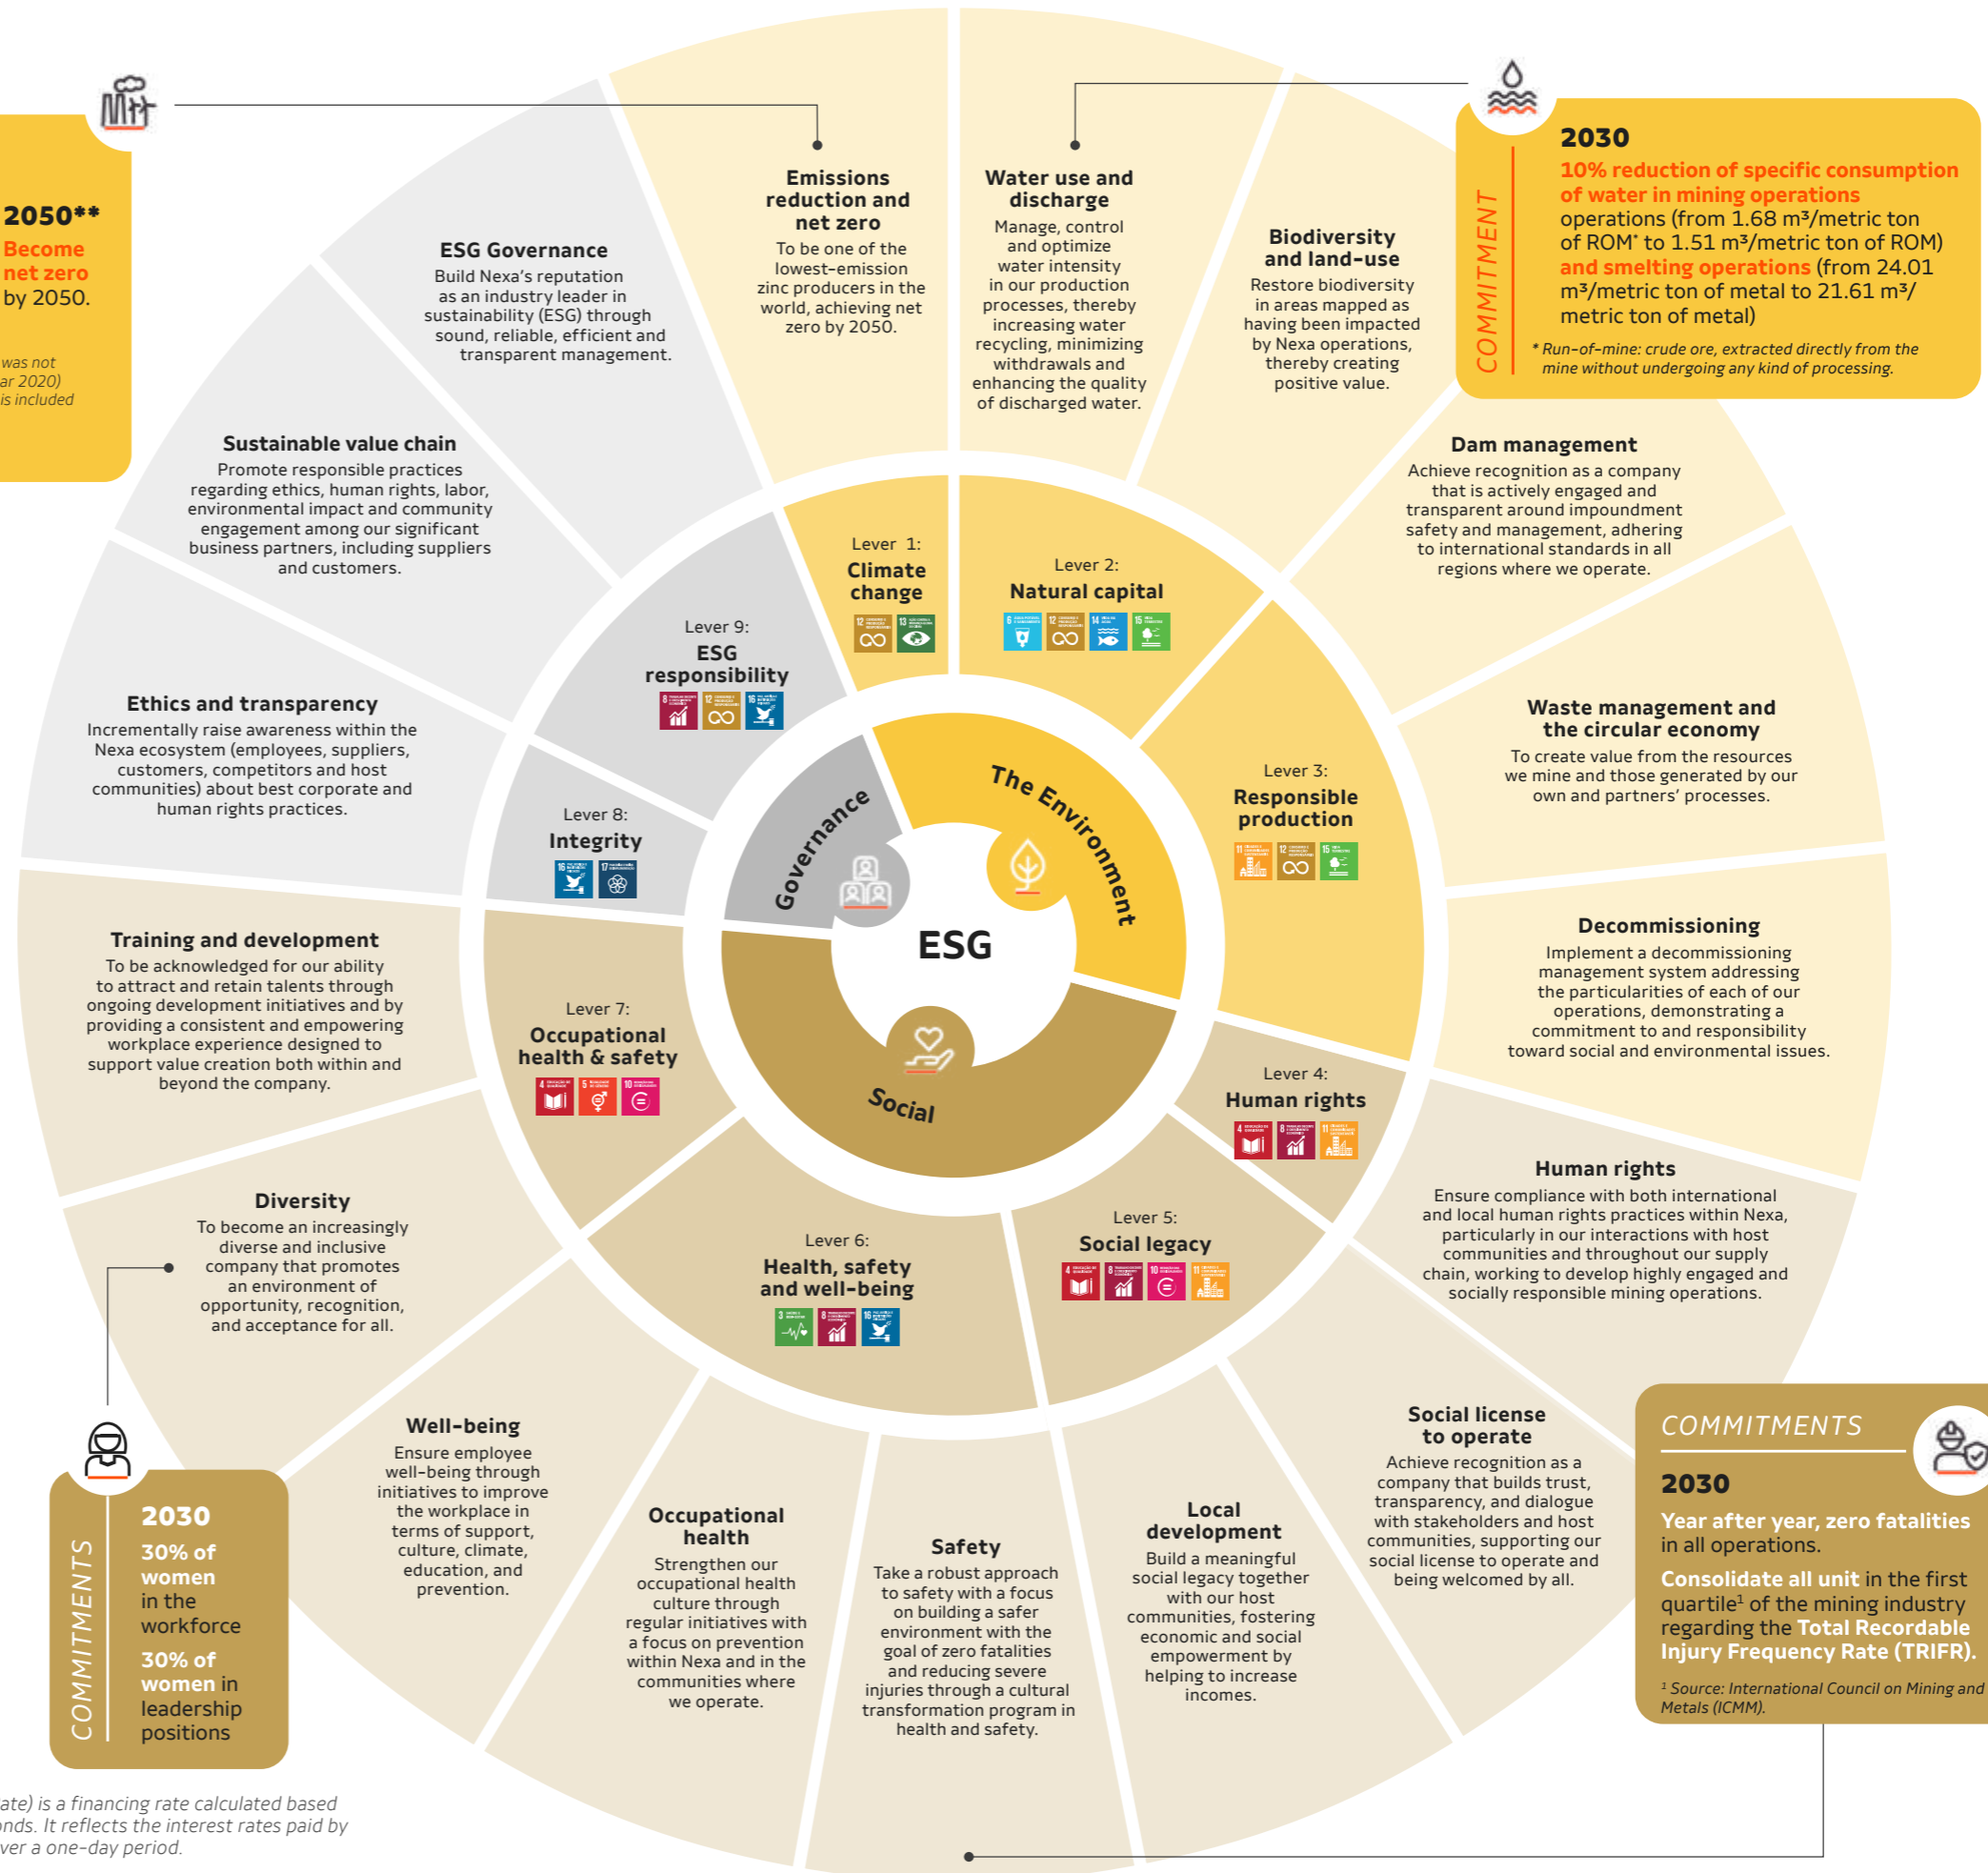 2050**
Become
net zero
by 2050.
was not
ar 2020)
is included
ESG Governance
Build Nexa's reputation
as an industry leader in
sustainability (ESG) through
sound, reliable, efficient and
transparent management.
Emissions
reduction and
net zero
To be one of the
lowest-emission
zinc producers in the
world, achieving net
zero by 2050.
Water use and
discharge
Manage, control
and optimize
water intensity
in our production
processes, thereby
increasing water
recycling, minimizing
withdrawals and
enhancing the quality
of discharged water.
Biodiversity
and land-use
Restore biodiversity
in areas mapped as
having been impacted
by Nexa operations,
thereby creating
positive value.
COMMITMENT
2030
10% reduction of specific consumption
of water in mining operations
operations (from 1.68 m³/metric ton
of ROM* to 1.51 m³/metric ton of ROM)
and smelting operations (from 24.01
m³/metric ton of metal to 21.61 m³/
metric ton of metal)
* Run-of-mine: crude ore, extracted directly from the
mine without undergoing any kind of processing.
Dam management
Achieve recognition as a company
that is actively engaged and
transparent around impoundment
safety and management, adhering
to international standards in all
regions where we operate.
Waste management and
the circular economy
To create value from the resources
we mine and those generated by our
own and partners' processes.
Decommissioning
Implement a decommissioning
management system addressing
the particularities of each of our
operations, demonstrating a
commitment to and responsibility
toward social and environmental issues.
Human rights
Ensure compliance with both international
and local human rights practices within Nexa,
particularly in our interactions with host
communities and throughout our supply
chain, working to develop highly engaged and
socially responsible mining operations.
Social license
to operate
Achieve recognition as a
company that builds trust,
transparency, and dialogue
with stakeholders and host
communities, supporting our
social license to operate and
being welcomed by all.
Local
development
Build a meaningful
social legacy together
with our host
communities, fostering
economic and social
empowerment by
helping to increase
incomes.
Safety
Take a robust approach
to safety with a focus
on building a safer
environment with the
goal of zero fatalities
and reducing severe
injuries through a cultural
transformation program in
health and safety.
Occupational
health
Strengthen our
occupational health
culture through
regular initiatives with
a focus on prevention
within Nexa and in the
communities where
we operate.
Well-being
Ensure employee
well-being through
initiatives to improve
the workplace in
terms of support,
culture, climate,
education, and
prevention.
Diversity
To become an increasingly
diverse and inclusive
company that promotes
an environment of
opportunity, recognition,
and acceptance for all.
Training and development
To be acknowledged for our ability
to attract and retain talents through
ongoing development initiatives and by
providing a consistent and empowering
workplace experience designed to
support value creation both within and
beyond the company.
Ethics and transparency
Incrementally raise awareness within the
Nexa ecosystem (employees, suppliers,
customers, competitors and host
communities) about best corporate and
human rights practices.
Sustainable value chain
Promote responsible practices
regarding ethics, human rights, labor,
environmental impact and community
engagement among our significant
business partners, including suppliers
and customers.
Lever 1:
Climate
change
12
13
Lever 2:
Natural capital
6
12
14
15
Lever 3:
Responsible
production
11
12
15
Lever 4:
Human rights
4
8
11
Lever 5:
Social legacy
4
8
10
11
Lever 6:
Health, safety
and well-being
3
8
16
Lever 7:
Occupational
health & safety
4
5
10
Lever 8:
Integrity
16
17
Lever 9:
ESG
responsibility
8
12
16
Governance
The Environment
Social
ESG
COMMITMENTS
2030
30% of
women
in the
workforce
30% of
women in
leadership
positions
COMMITMENTS
2030
Year after year, zero fatalities
in all operations.
Consolidate all unit in the first
quartile¹ of the mining industry
regarding the Total Recordable
Injury Frequency Rate (TRIFR).
¹ Source: International Council on Mining and
Metals (ICMM).
ate) is a financing rate calculated based
onds. It reflects the interest rates paid by
ver a one-day period.